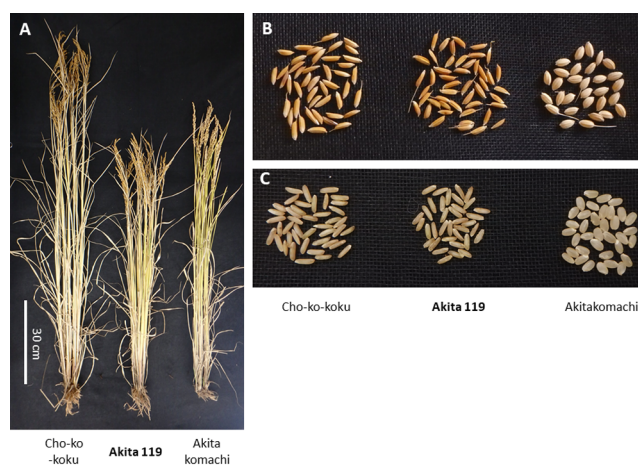 A
30 cm
Cho-ko
-koku
Akita 119
Akita
komachi
B
C
Cho-ko-koku
Akita 119
Akitakomachi